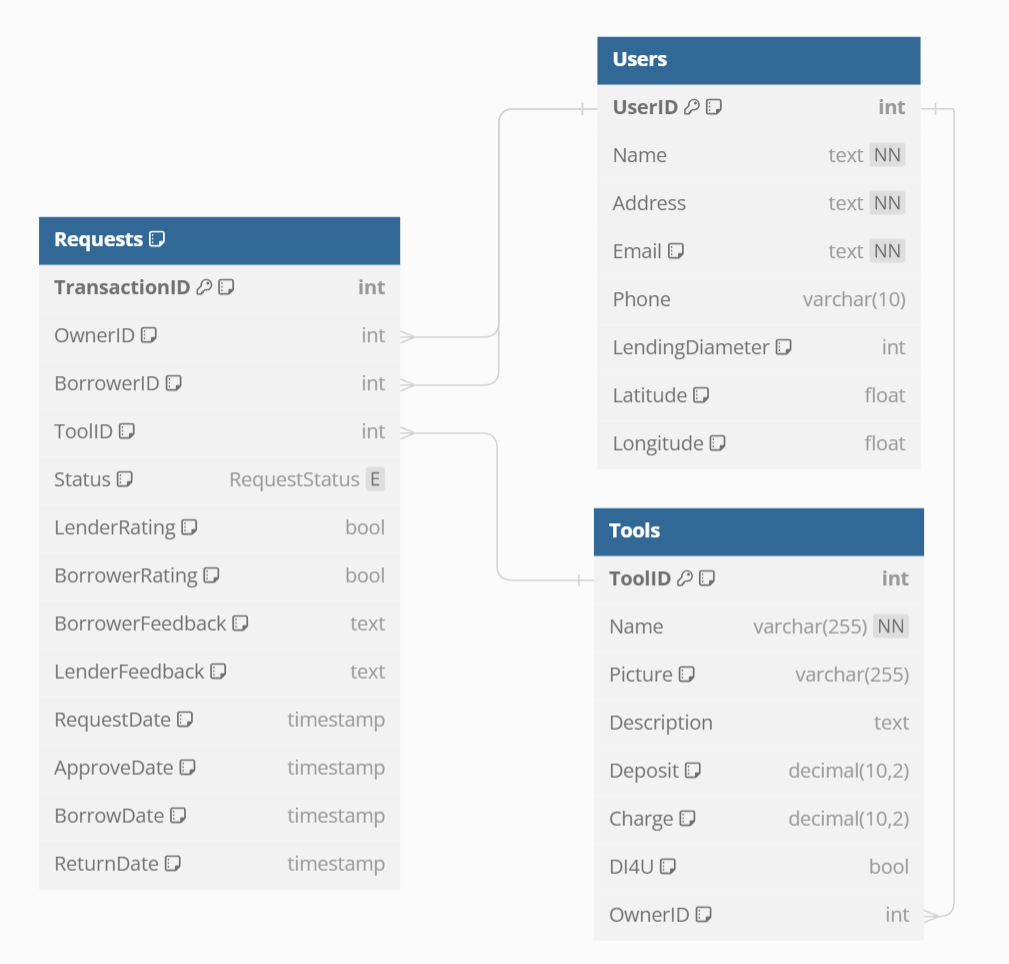 Users
UserID int
Name text NN
Address text NN
Email text NN
Phone varchar(10)
LendingDiameter int
Latitude float
Longitude float
Requests
TransactionID int
OwnerID int
BorrowerID int
ToolID int
Status RequestStatus E
LenderRating bool
BorrowerRating bool
BorrowerFeedback text
LenderFeedback text
RequestDate timestamp
ApproveDate timestamp
BorrowDate timestamp
ReturnDate timestamp
Tools
ToolID int
Name varchar(255) NN
Picture varchar(255)
Description text
Deposit decimal(10,2)
Charge decimal(10,2)
DI4U bool
OwnerID int